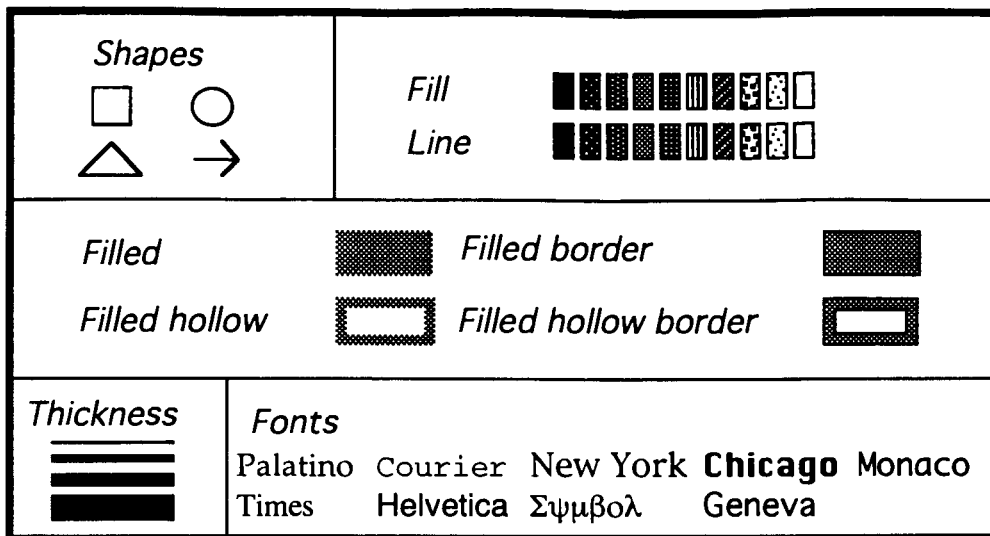 Shapes
Fill
Line
Filled
Filled border
Filled hollow
Filled hollow border
Thickness
Fonts
Palatino Courier New York Chicago Monaco
Times Helvetica Σψμβολ Geneva